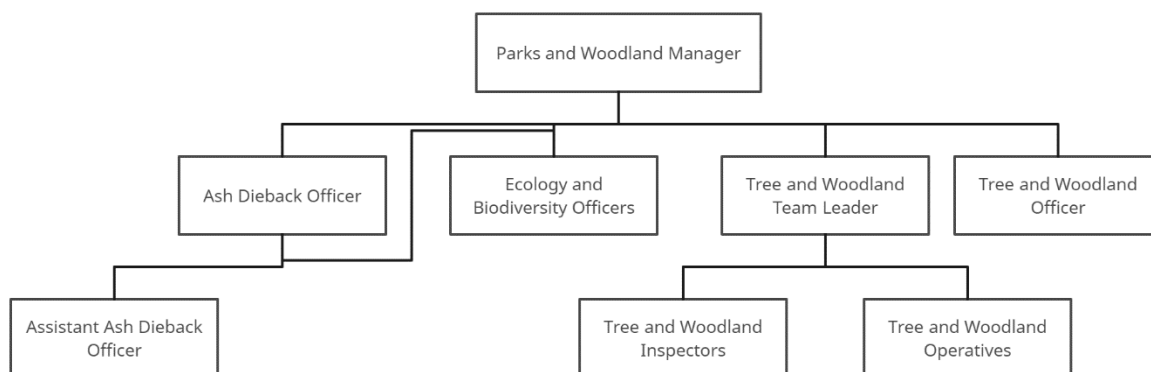 Parks and Woodland Manager
Ash Dieback Officer
Ecology and
Biodiversity Officers
Tree and Woodland
Team Leader
Tree and Woodland
Officer
Assistant Ash Dieback
Officer
Tree and Woodland
Inspectors
Tree and Woodland
Operatives